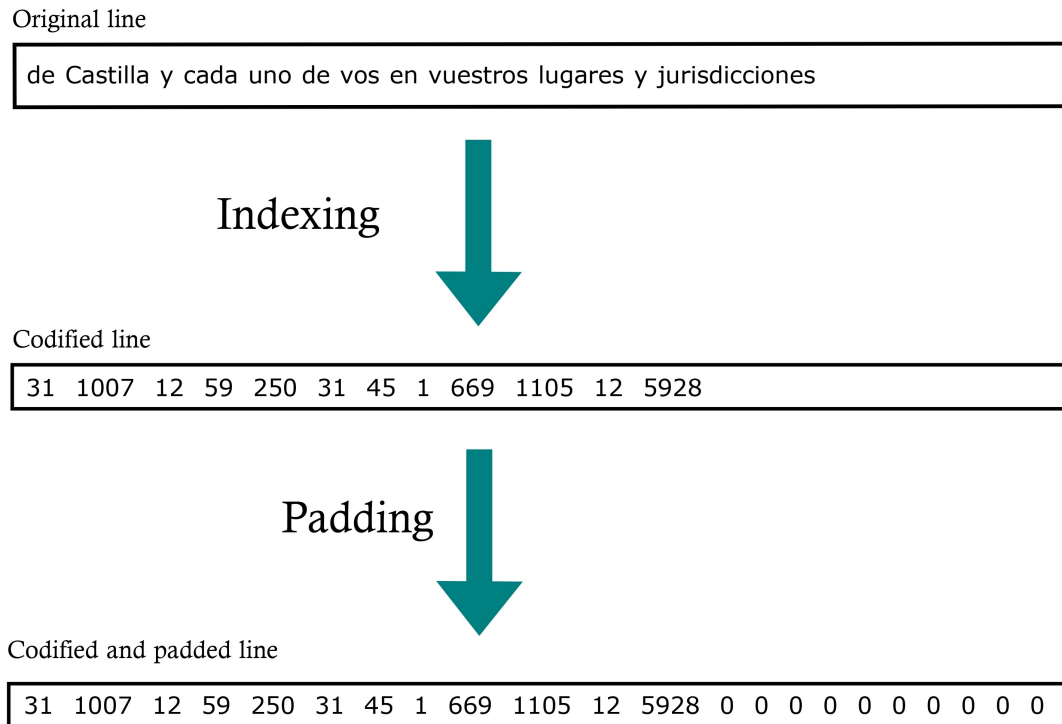 Original line
de Castilla y cada uno de vos en vuestros lugares y jurisdicciones
Indexing
Codified line
31 1007 12 59 250 31 45 1 669 1105 12 5928
Padding
Codified and padded line
31 1007 12 59 250 31 45 1 669 1105 12 5928 0 0 0 0 0 0 0 0 0 0